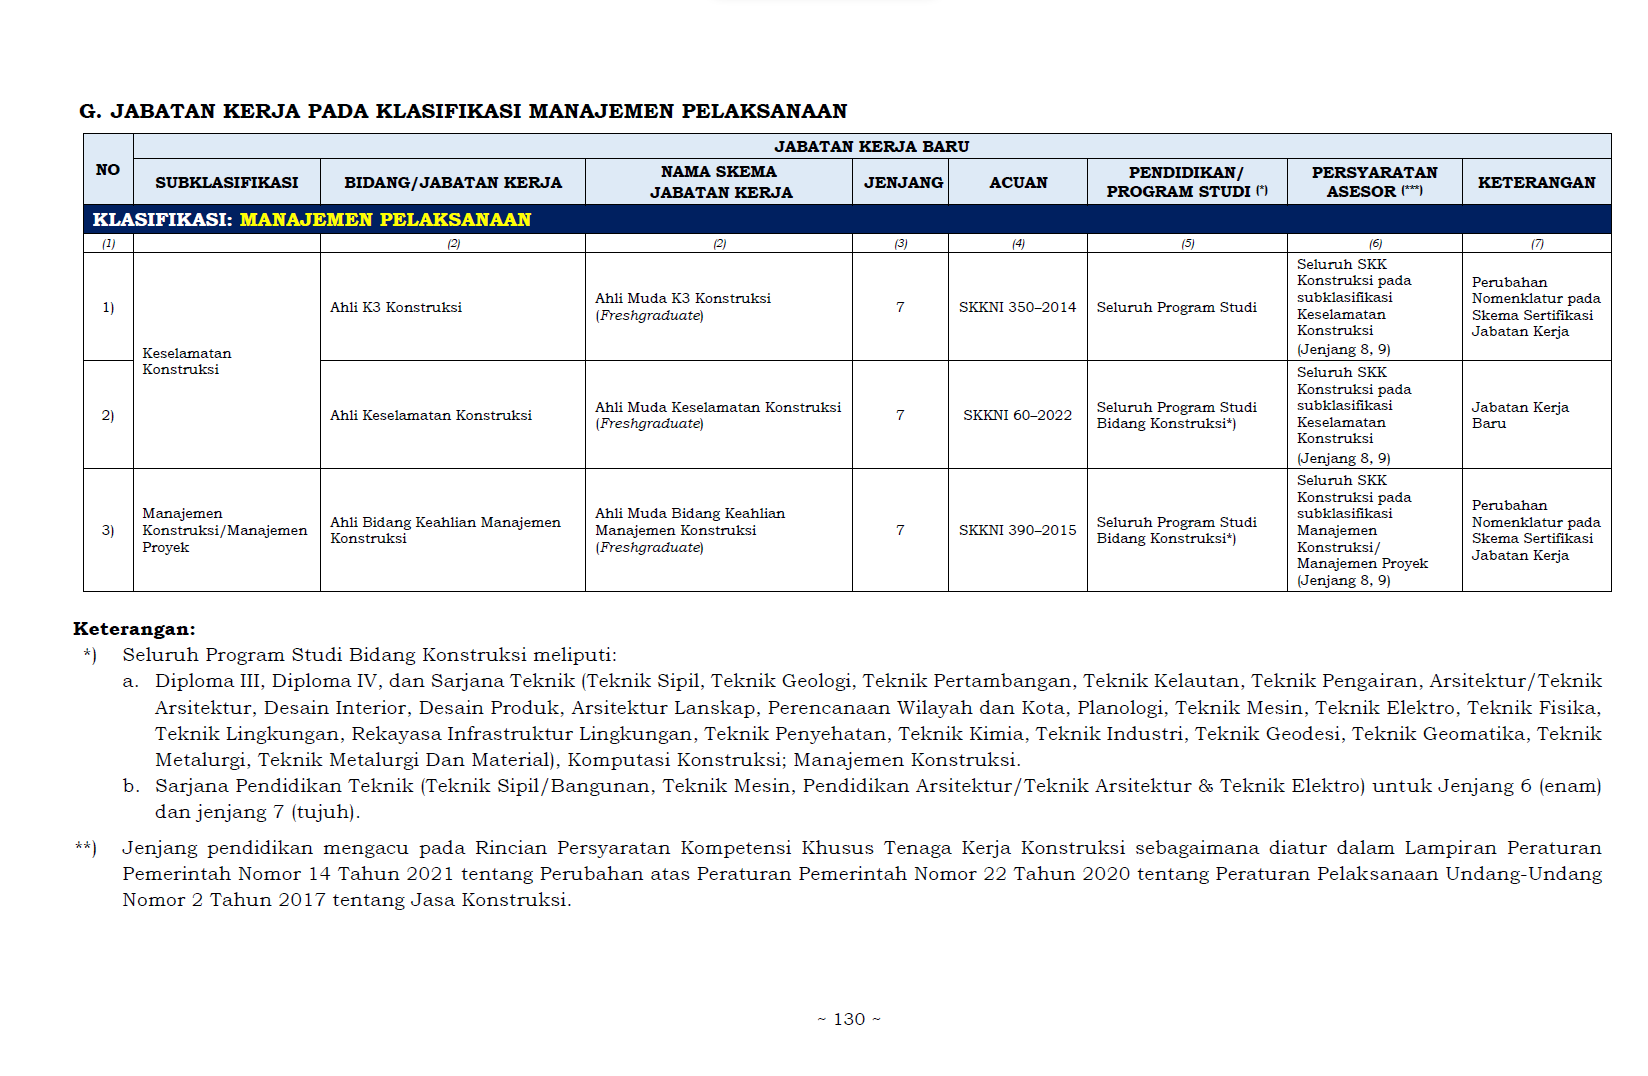 G. JABATAN KERJA PADA KLASIFIKASI MANAJEMEN PELAKSANAAN
NO
JABATAN KERJA BARU
SUBKLASIFIKASI
BIDANG/JABATAN KERJA
NAMA SKEMA
JABATAN KERJA
JENJANG
ACUAN
PENDIDIKAN/
PROGRAM STUDI (*)
PERSYARATAN
ASESOR (***)
KETERANGAN
KLASIFIKASI: MANAJEMEN PELAKSANAAN
(1)
(2)
(2)
(3)
(4)
(5)
(6)
(7)
1)
Keselamatan
Konstruksi
Ahli K3 Konstruksi
Ahli Muda K3 Konstruksi
(Freshgraduate)
7
SKKNI 350–2014
Seluruh Program Studi
Seluruh SKK
Konstruksi pada
subklasifikasi
Keselamatan
Konstruksi
(Jenjang 8, 9)
Perubahan
Nomenklatur pada
Skema Sertifikasi
Jabatan Kerja
2)
Ahli Keselamatan Konstruksi
Ahli Muda Keselamatan Konstruksi
(Freshgraduate)
7
SKKNI 60–2022
Seluruh Program Studi
Bidang Konstruksi*)
Seluruh SKK
Konstruksi pada
subklasifikasi
Keselamatan
Konstruksi
(Jenjang 8, 9)
Jabatan Kerja
Baru
3)
Manajemen
Konstruksi/Manajemen
Proyek
Ahli Bidang Keahlian Manajemen
Konstruksi
Ahli Muda Bidang Keahlian
Manajemen Konstruksi
(Freshgraduate)
7
SKKNI 390–2015
Seluruh Program Studi
Bidang Konstruksi*)
Seluruh SKK
Konstruksi pada
subklasifikasi
Manajemen
Konstruksi/
Manajemen Proyek
(Jenjang 8, 9)
Perubahan
Nomenklatur pada
Skema Sertifikasi
Jabatan Kerja
Keterangan:
*) Seluruh Program Studi Bidang Konstruksi meliputi:
a. Diploma III, Diploma IV, dan Sarjana Teknik (Teknik Sipil, Teknik Geologi, Teknik Pertambangan, Teknik Kelautan, Teknik Pengairan, Arsitektur/Teknik
Arsitektur, Desain Interior, Desain Produk, Arsitektur Lanskap, Perencanaan Wilayah dan Kota, Planologi, Teknik Mesin, Teknik Elektro, Teknik Fisika,
Teknik Lingkungan, Rekayasa Infrastruktur Lingkungan, Teknik Penyehatan, Teknik Kimia, Teknik Industri, Teknik Geodesi, Teknik Geomatika, Teknik
Metalurgi, Teknik Metalurgi Dan Material), Komputasi Konstruksi; Manajemen Konstruksi.
b. Sarjana Pendidikan Teknik (Teknik Sipil/Bangunan, Teknik Mesin, Pendidikan Arsitektur/Teknik Arsitektur & Teknik Elektro) untuk Jenjang 6 (enam)
dan jenjang 7 (tujuh).
**) Jenjang pendidikan mengacu pada Rincian Persyaratan Kompetensi Khusus Tenaga Kerja Konstruksi sebagaimana diatur dalam Lampiran Peraturan
Pemerintah Nomor 14 Tahun 2021 tentang Perubahan atas Peraturan Pemerintah Nomor 22 Tahun 2020 tentang Peraturan Pelaksanaan Undang-Undang
Nomor 2 Tahun 2017 tentang Jasa Konstruksi.
~ 130 ~